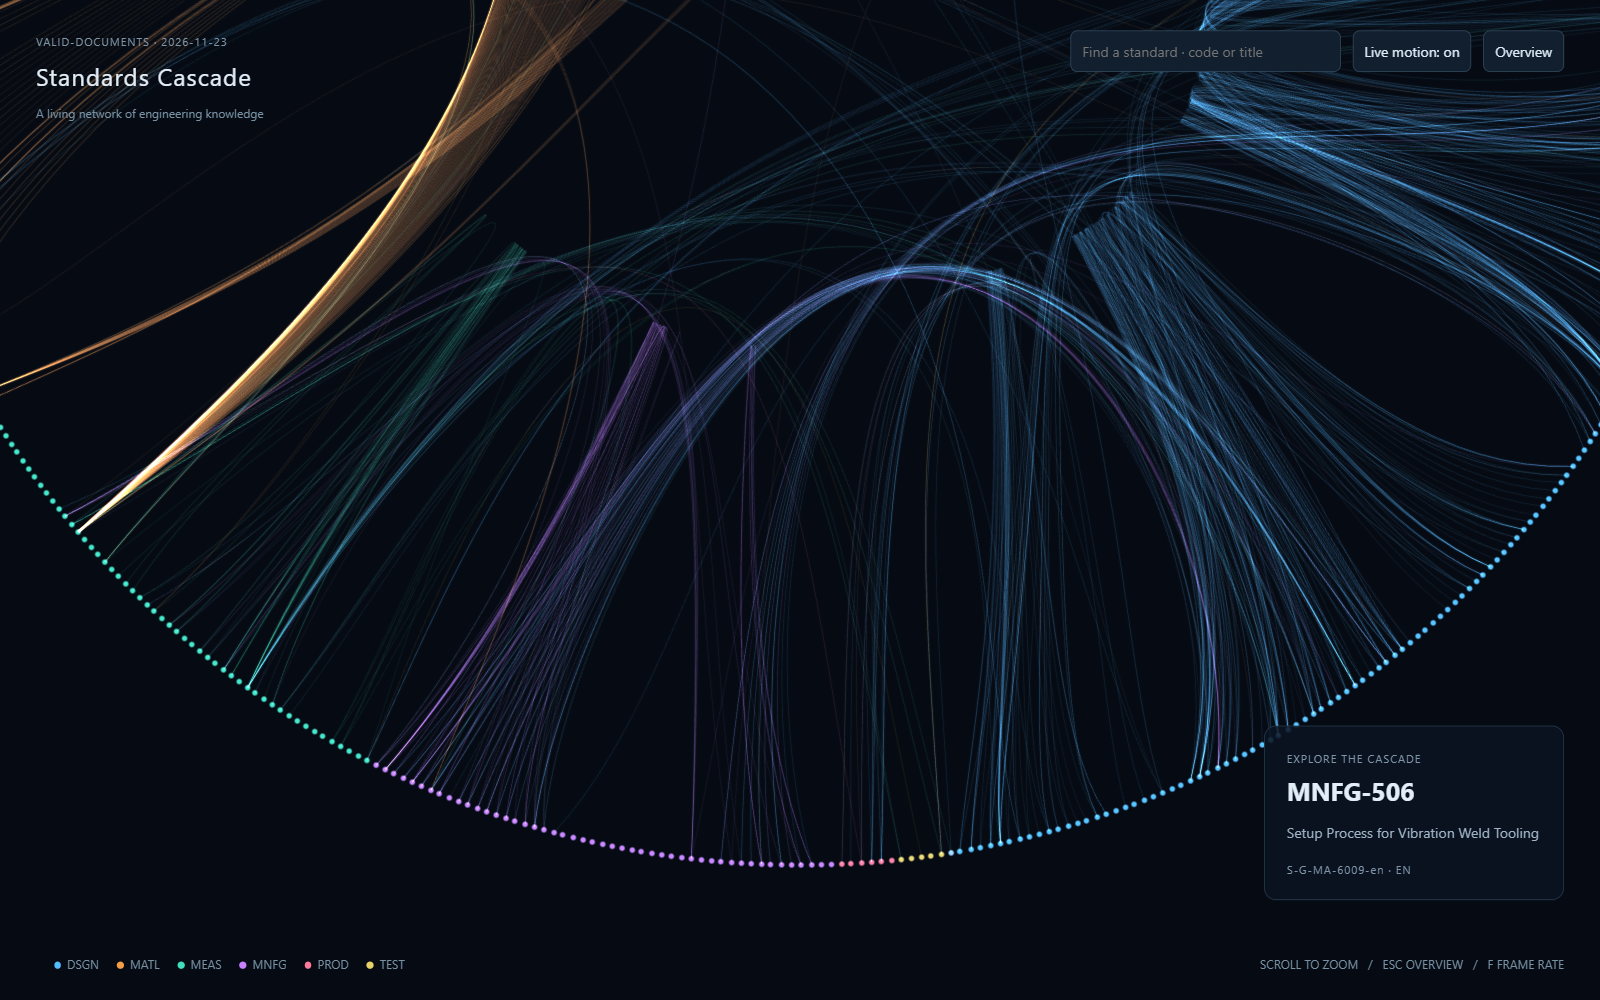 VALID-DOCUMENTS · 2026-11-23
Standards Cascade
A living network of engineering knowledge
Find a standard · code or title
Live motion: on
Overview
EXPLORE THE CASCADE
MNFG-506
Setup Process for Vibration Weld Tooling
S-G-MA-6009-en · EN
DSGN MATL MEAS MNFG PROD TEST
SCROLL TO ZOOM / ESC OVERVIEW / F FRAME RATE